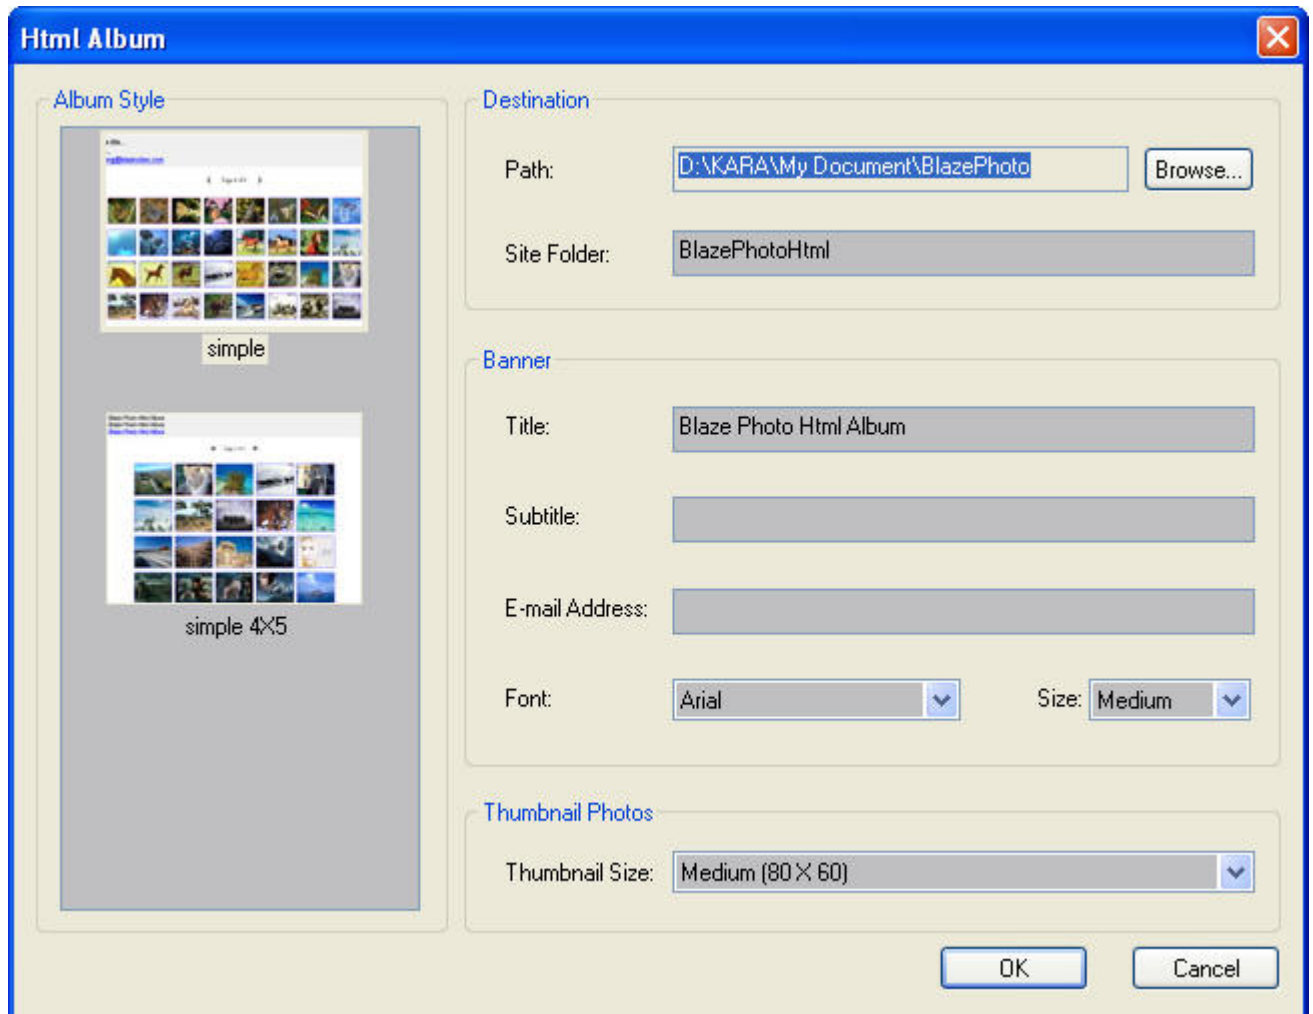 Html Album
Album Style
simple
simple 4X5
Destination
Path: D:\KARA\My Document\BlazePhoto Browse...
Site Folder: BlazePhotoHtml
Banner
Title: Blaze Photo Html Album
Subtitle:
E-mail Address:
Font: Arial Size: Medium
Thumbnail Photos
Thumbnail Size: Medium (80 X 60)
OK Cancel